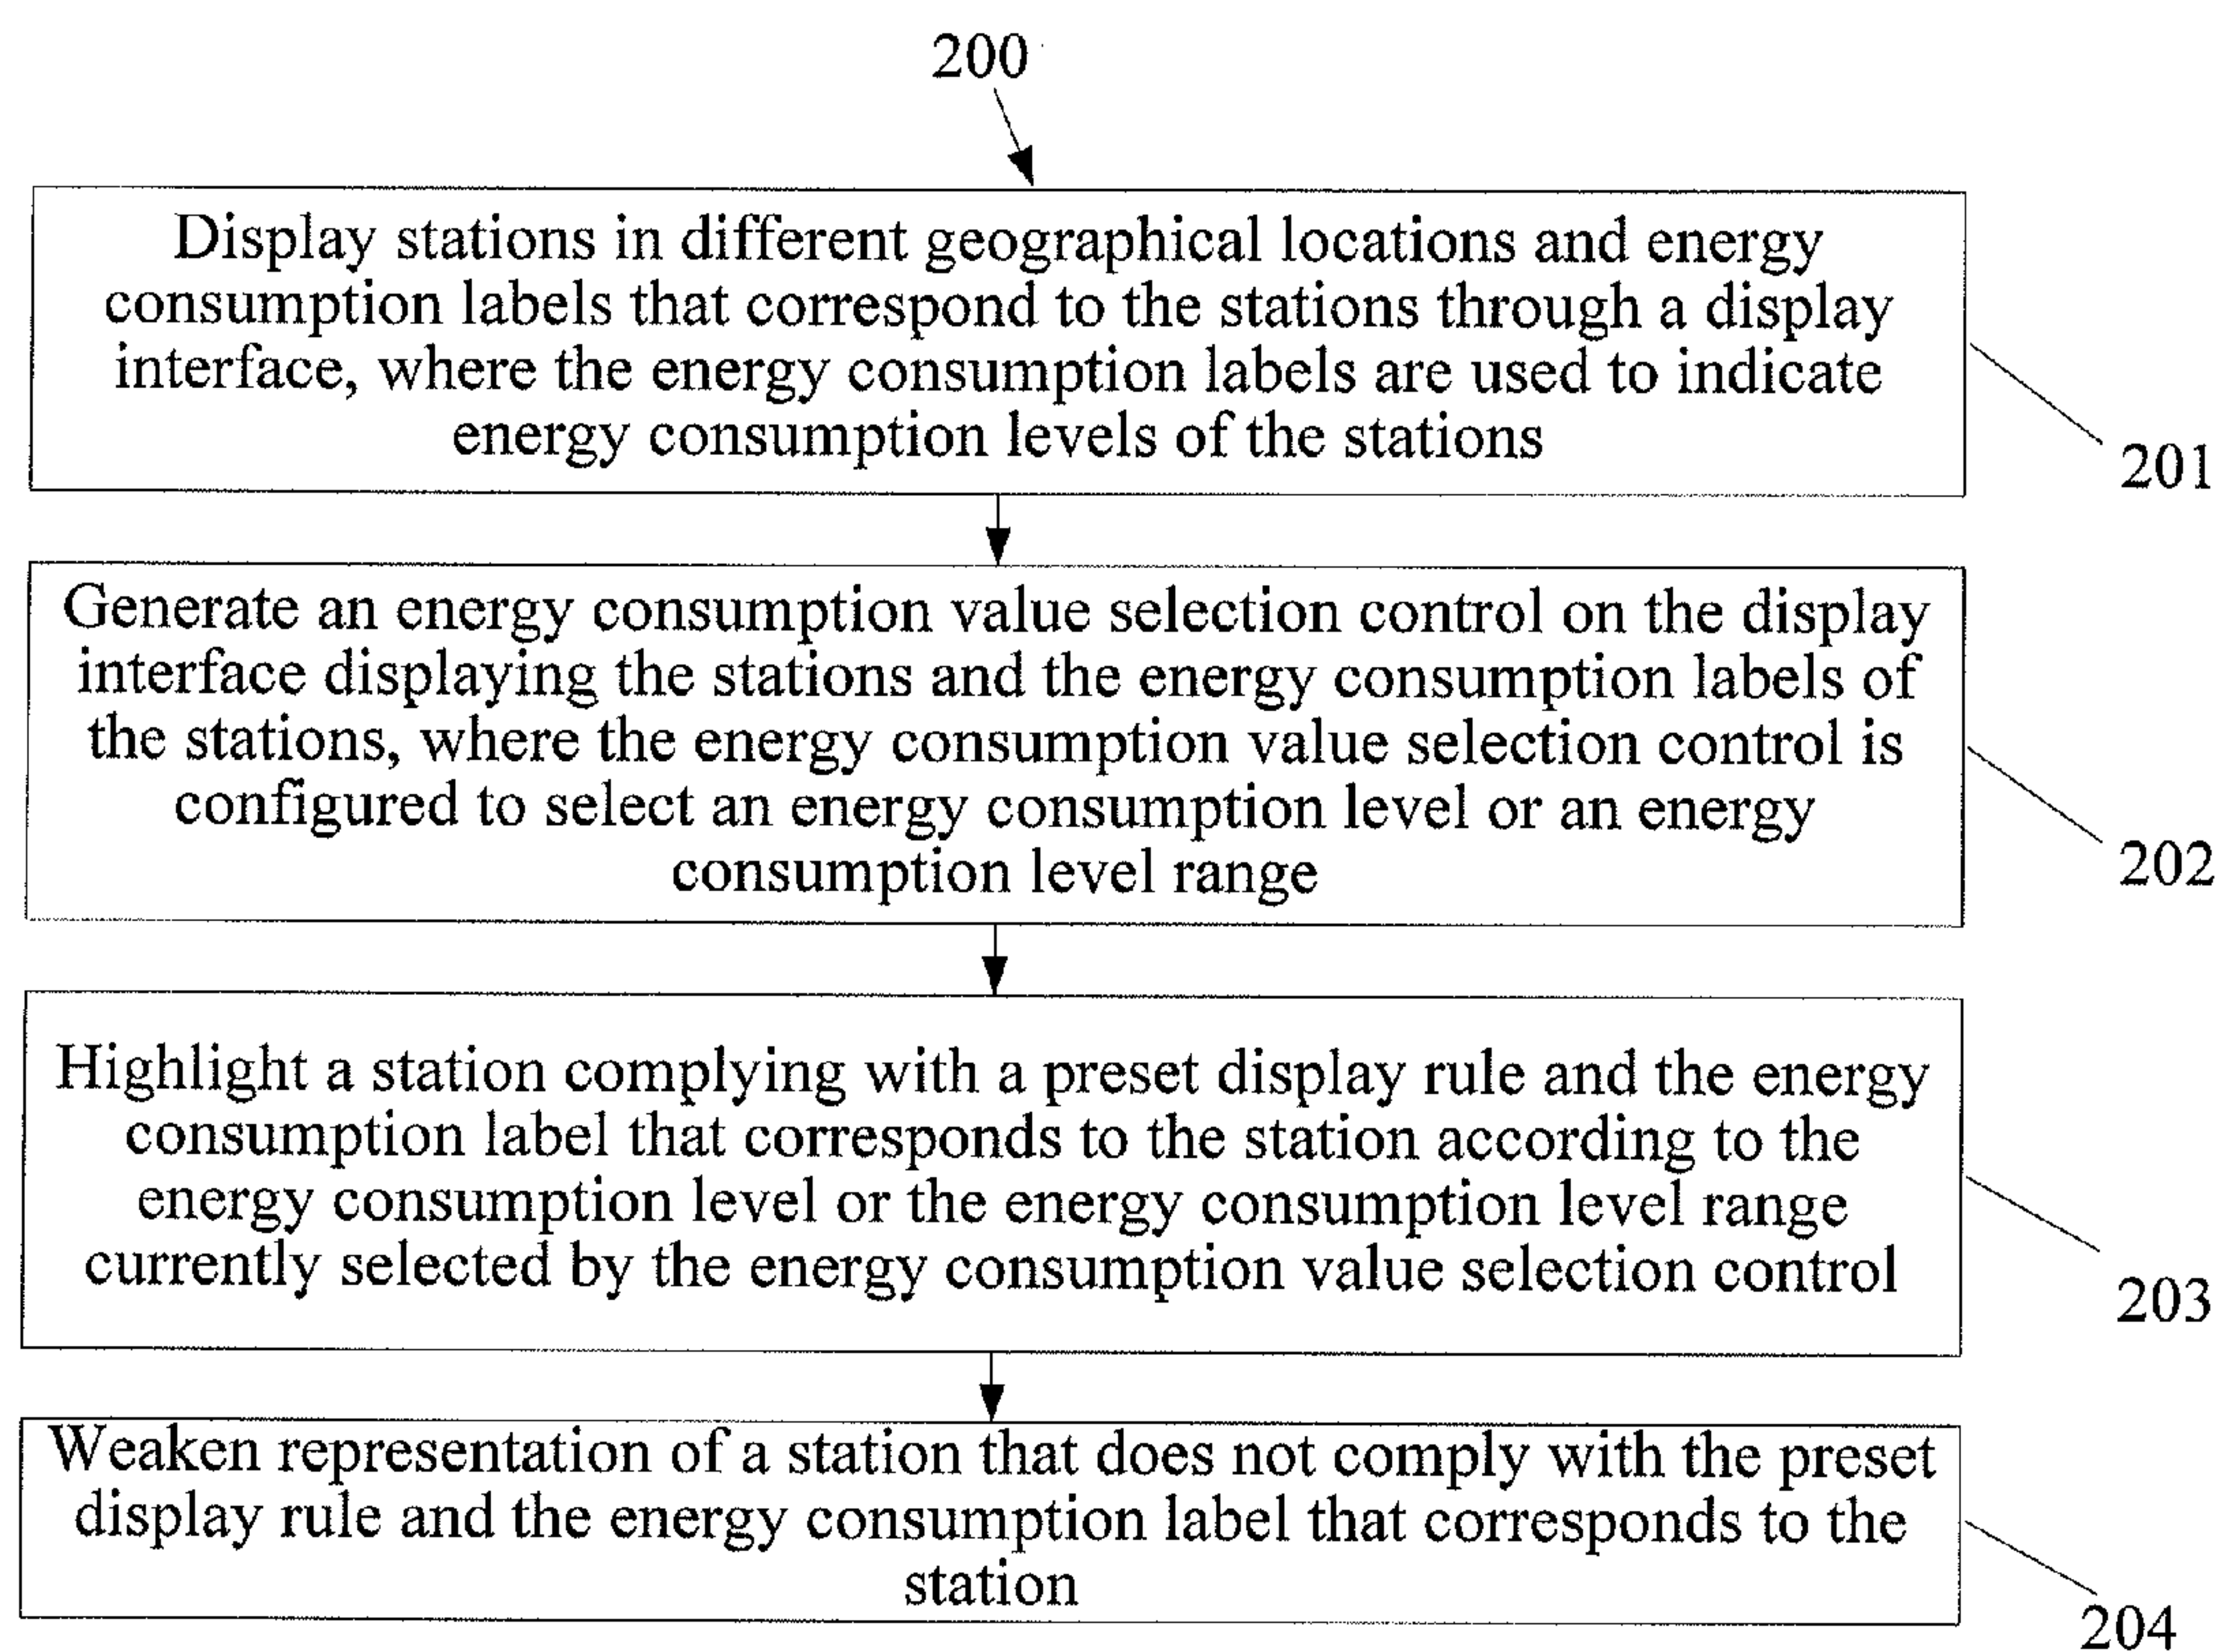 200
Display stations in different geographical locations and energy
consumption labels that correspond to the stations through a display
interface, where the energy consumption labels are used to indicate
energy consumption levels of the stations
201
Generate an energy consumption value selection control on the display
interface displaying the stations and the energy consumption labels of
the stations, where the energy consumption value selection control is
configured to select an energy consumption level or an energy
consumption level range
202
Highlight a station complying with a preset display rule and the energy
consumption label that corresponds to the station according to the
energy consumption level or the energy consumption level range
currently selected by the energy consumption value selection control
203
Weaken representation of a station that does not comply with the preset
display rule and the energy consumption label that corresponds to the
station
204